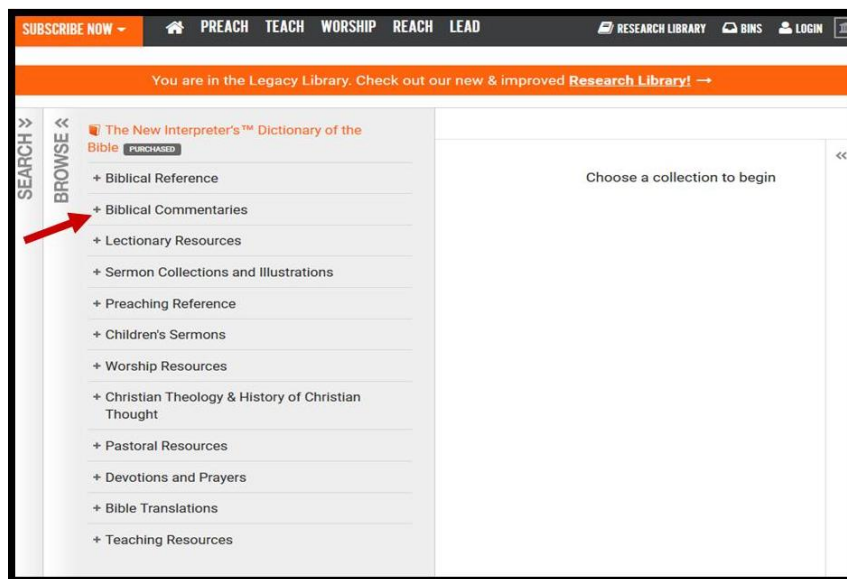 SUBSCRIBE NOW PREACH TEACH WORSHIP REACH LEAD RESEARCH LIBRARY BINS LOGIN
You are in the Legacy Library. Check out our new & improved Research Library! →
SEARCH »
BROWSE «
The New Interpreter's™ Dictionary of the
Bible PURCHASED
+ Biblical Reference
+ Biblical Commentaries
+ Lectionary Resources
+ Sermon Collections and Illustrations
+ Preaching Reference
+ Children's Sermons
+ Worship Resources
+ Christian Theology & History of Christian
Thought
+ Pastoral Resources
+ Devotions and Prayers
+ Bible Translations
+ Teaching Resources
Choose a collection to begin
«